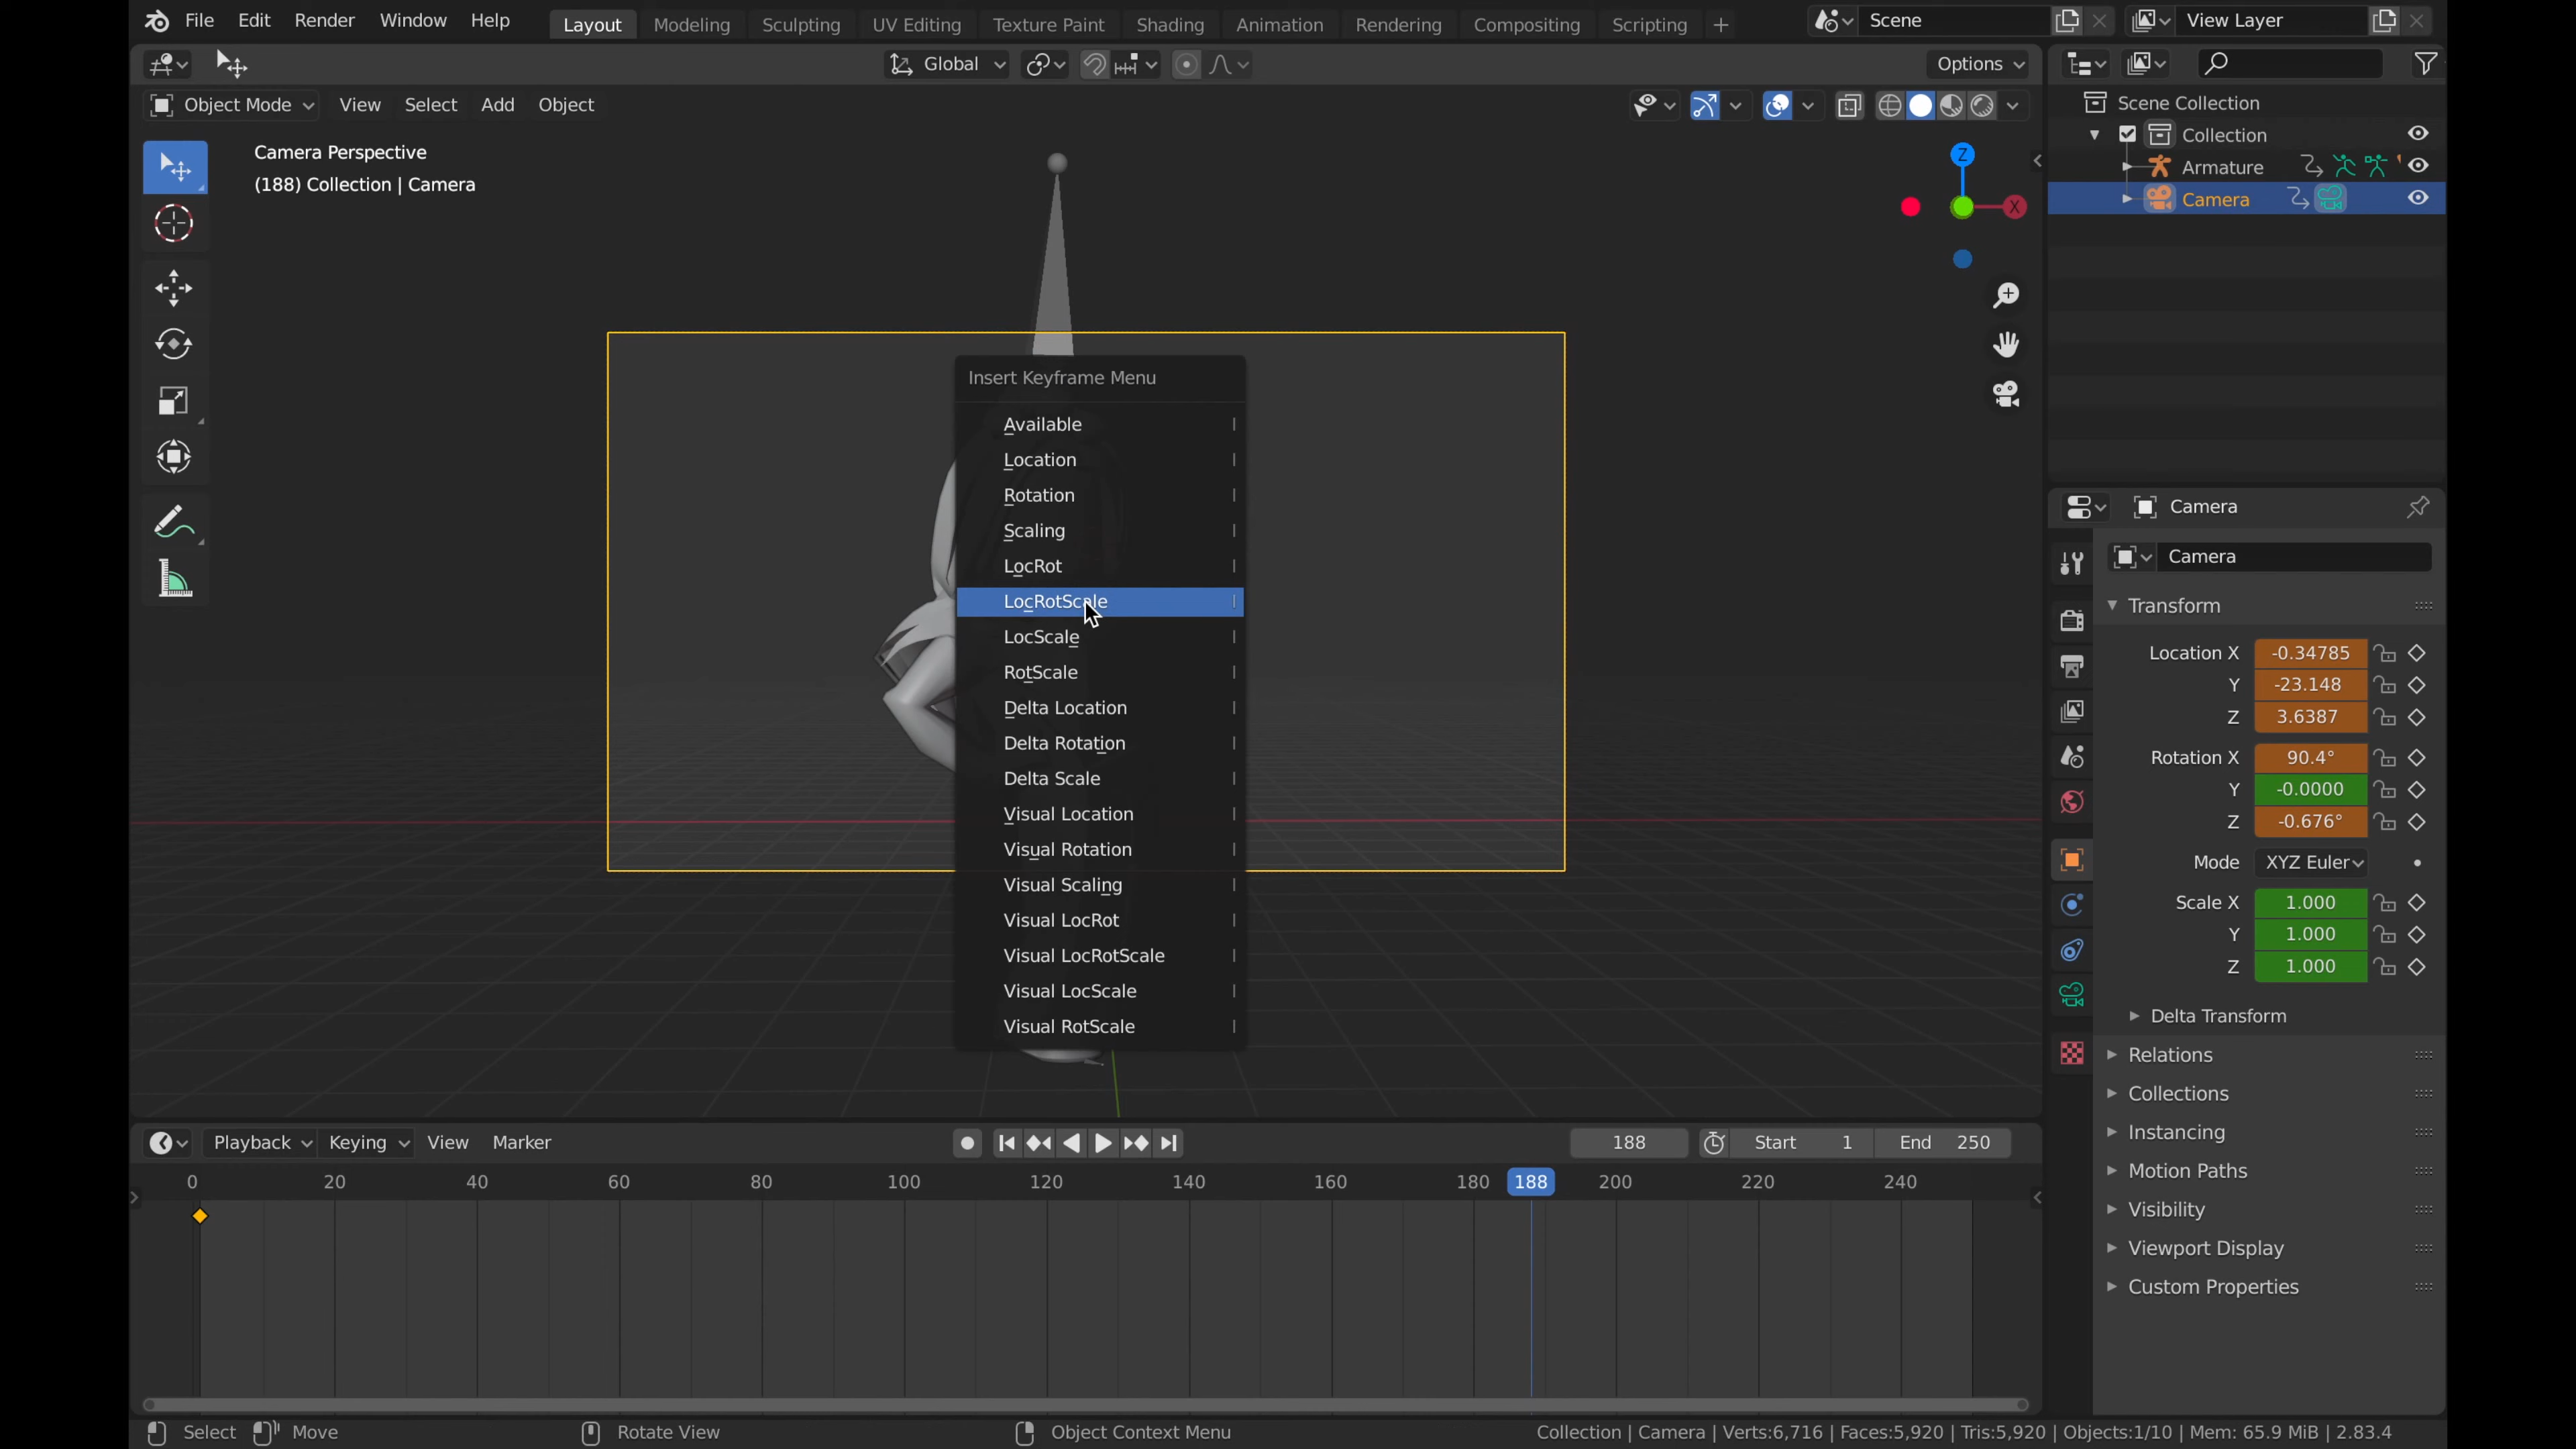 File Edit Render Window Help Layout Modeling Sculpting UV Editing Texture Paint Shading Animation Rendering Compositing Scripting + Scene View Layer
Global Options
Object Mode View Select Add Object
Camera Perspective
(188) Collection | Camera
Z
X
Scene Collection
Collection
Armature
Camera
Insert Keyframe Menu
Available I
Location I
Rotation I
Scaling I
LocRot I
LocRotScale I
LocScale I
RotScale I
Delta Location I
Delta Rotation I
Delta Scale I
Visual Location I
Visual Rotation I
Visual Scaling I
Visual LocRot I
Visual LocRotScale I
Visual LocScale I
Visual RotScale I
Camera
Camera
Transform
Location X -0.34785
Y -23.148
Z 3.6387
Rotation X 90.4°
Y -0.0000
Z -0.676°
Mode XYZ Euler
Scale X 1.000
Y 1.000
Z 1.000
Delta Transform
Relations
Collections
Instancing
Motion Paths
Visibility
Viewport Display
Custom Properties
Playback Keying View Marker 188 Start 1 End 250
0 20 40 60 80 100 120 140 160 180 188 200 220 240
Select Move Rotate View Object Context Menu Collection | Camera | Verts:6,716 | Faces:5,920 | Tris:5,920 | Objects:1/10 | Mem: 65.9 MiB | 2.83.4